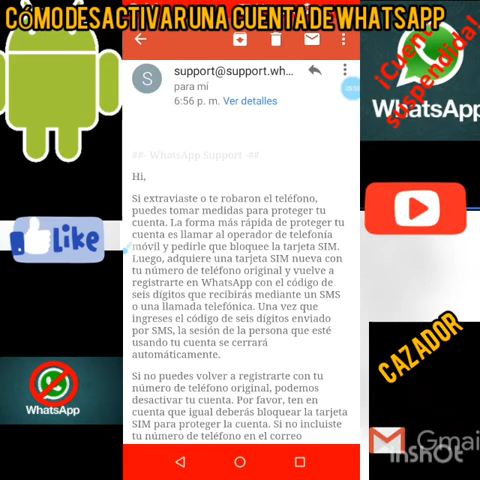 CÓMO DESACTIVAR UNA CUENTA DE WHATSAPP
¡Cuenta
suspendida!
WhatsApp
S
support@support.wh...
para mí
6:56 p. m. Ver detalles
##- WhatsApp Support -##
Hi,
Si extraviaste o te robaron el teléfono,
puedes tomar medidas para proteger tu
cuenta. La forma más rápida de proteger tu
cuenta es llamar al operador de telefonía
móvil y pedirle que bloquee la tarjeta SIM.
Luego, adquiere una tarjeta SIM nueva con
tu número de teléfono original y vuelve a
registrarte en WhatsApp con el código de
seis dígitos que recibirás mediante un SMS
o una llamada telefónica. Una vez que
ingreses el código de seis dígitos enviado
por SMS, la sesión de la persona que esté
usando tu cuenta se cerrará
automáticamente.
Si no puedes volver a registrarte con tu
número de teléfono original, podemos
desactivar tu cuenta. Por favor, ten en
cuenta que igual deberás bloquear la tarjeta
SIM para proteger la cuenta. Si no incluiste
tu número de teléfono en el correo
Like
WhatsApp
CAZADOR
Gmai
inshOt